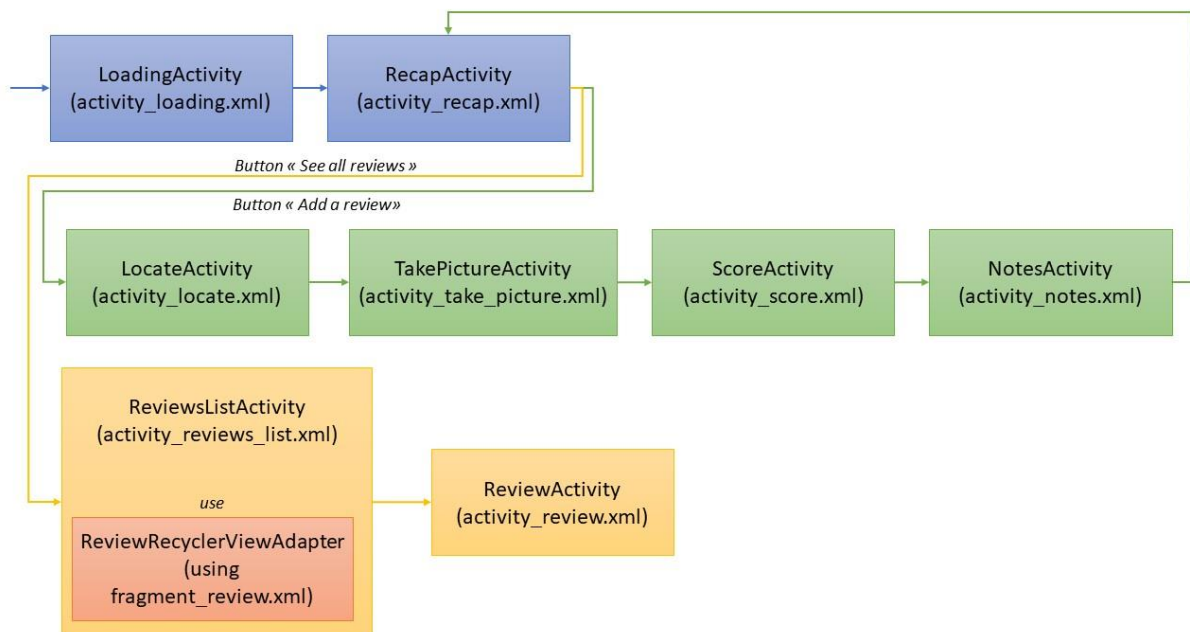 LoadingActivity
(activity_loading.xml)
RecapActivity
(activity_recap.xml)
Button « See all reviews »
Button « Add a review»
LocateActivity
(activity_locate.xml)
TakePictureActivity
(activity_take_picture.xml)
ScoreActivity
(activity_score.xml)
NotesActivity
(activity_notes.xml)
ReviewsListActivity
(activity_reviews_list.xml)
use
ReviewRecyclerViewAdapter
(using
fragment_review.xml)
ReviewActivity
(activity_review.xml)